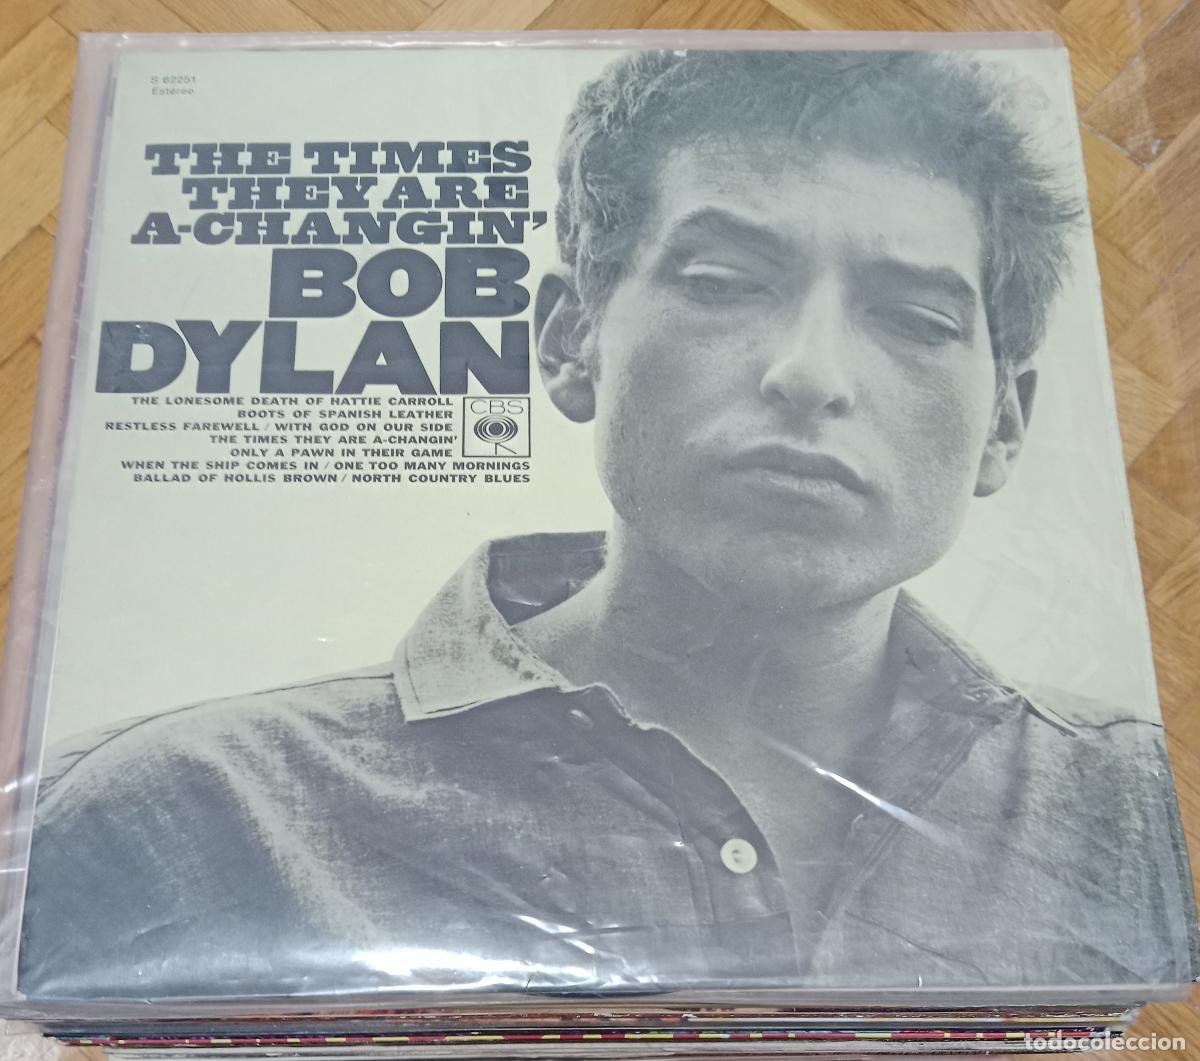 S 62251
Estéreo
THE TIMES
THEY ARE
A-CHANGIN'
BOB
DYLAN
THE LONESOME DEATH OF HATTIE CARROLL
BOOTS OF SPANISH LEATHER
RESTLESS FAREWELL / WITH GOD ON OUR SIDE
THE TIMES THEY ARE A-CHANGIN'
ONLY A PAWN IN THEIR GAME
WHEN THE SHIP COMES IN / ONE TOO MANY MORNINGS
BALLAD OF HOLLIS BROWN / NORTH COUNTRY BLUES
CBS
todocoleccion